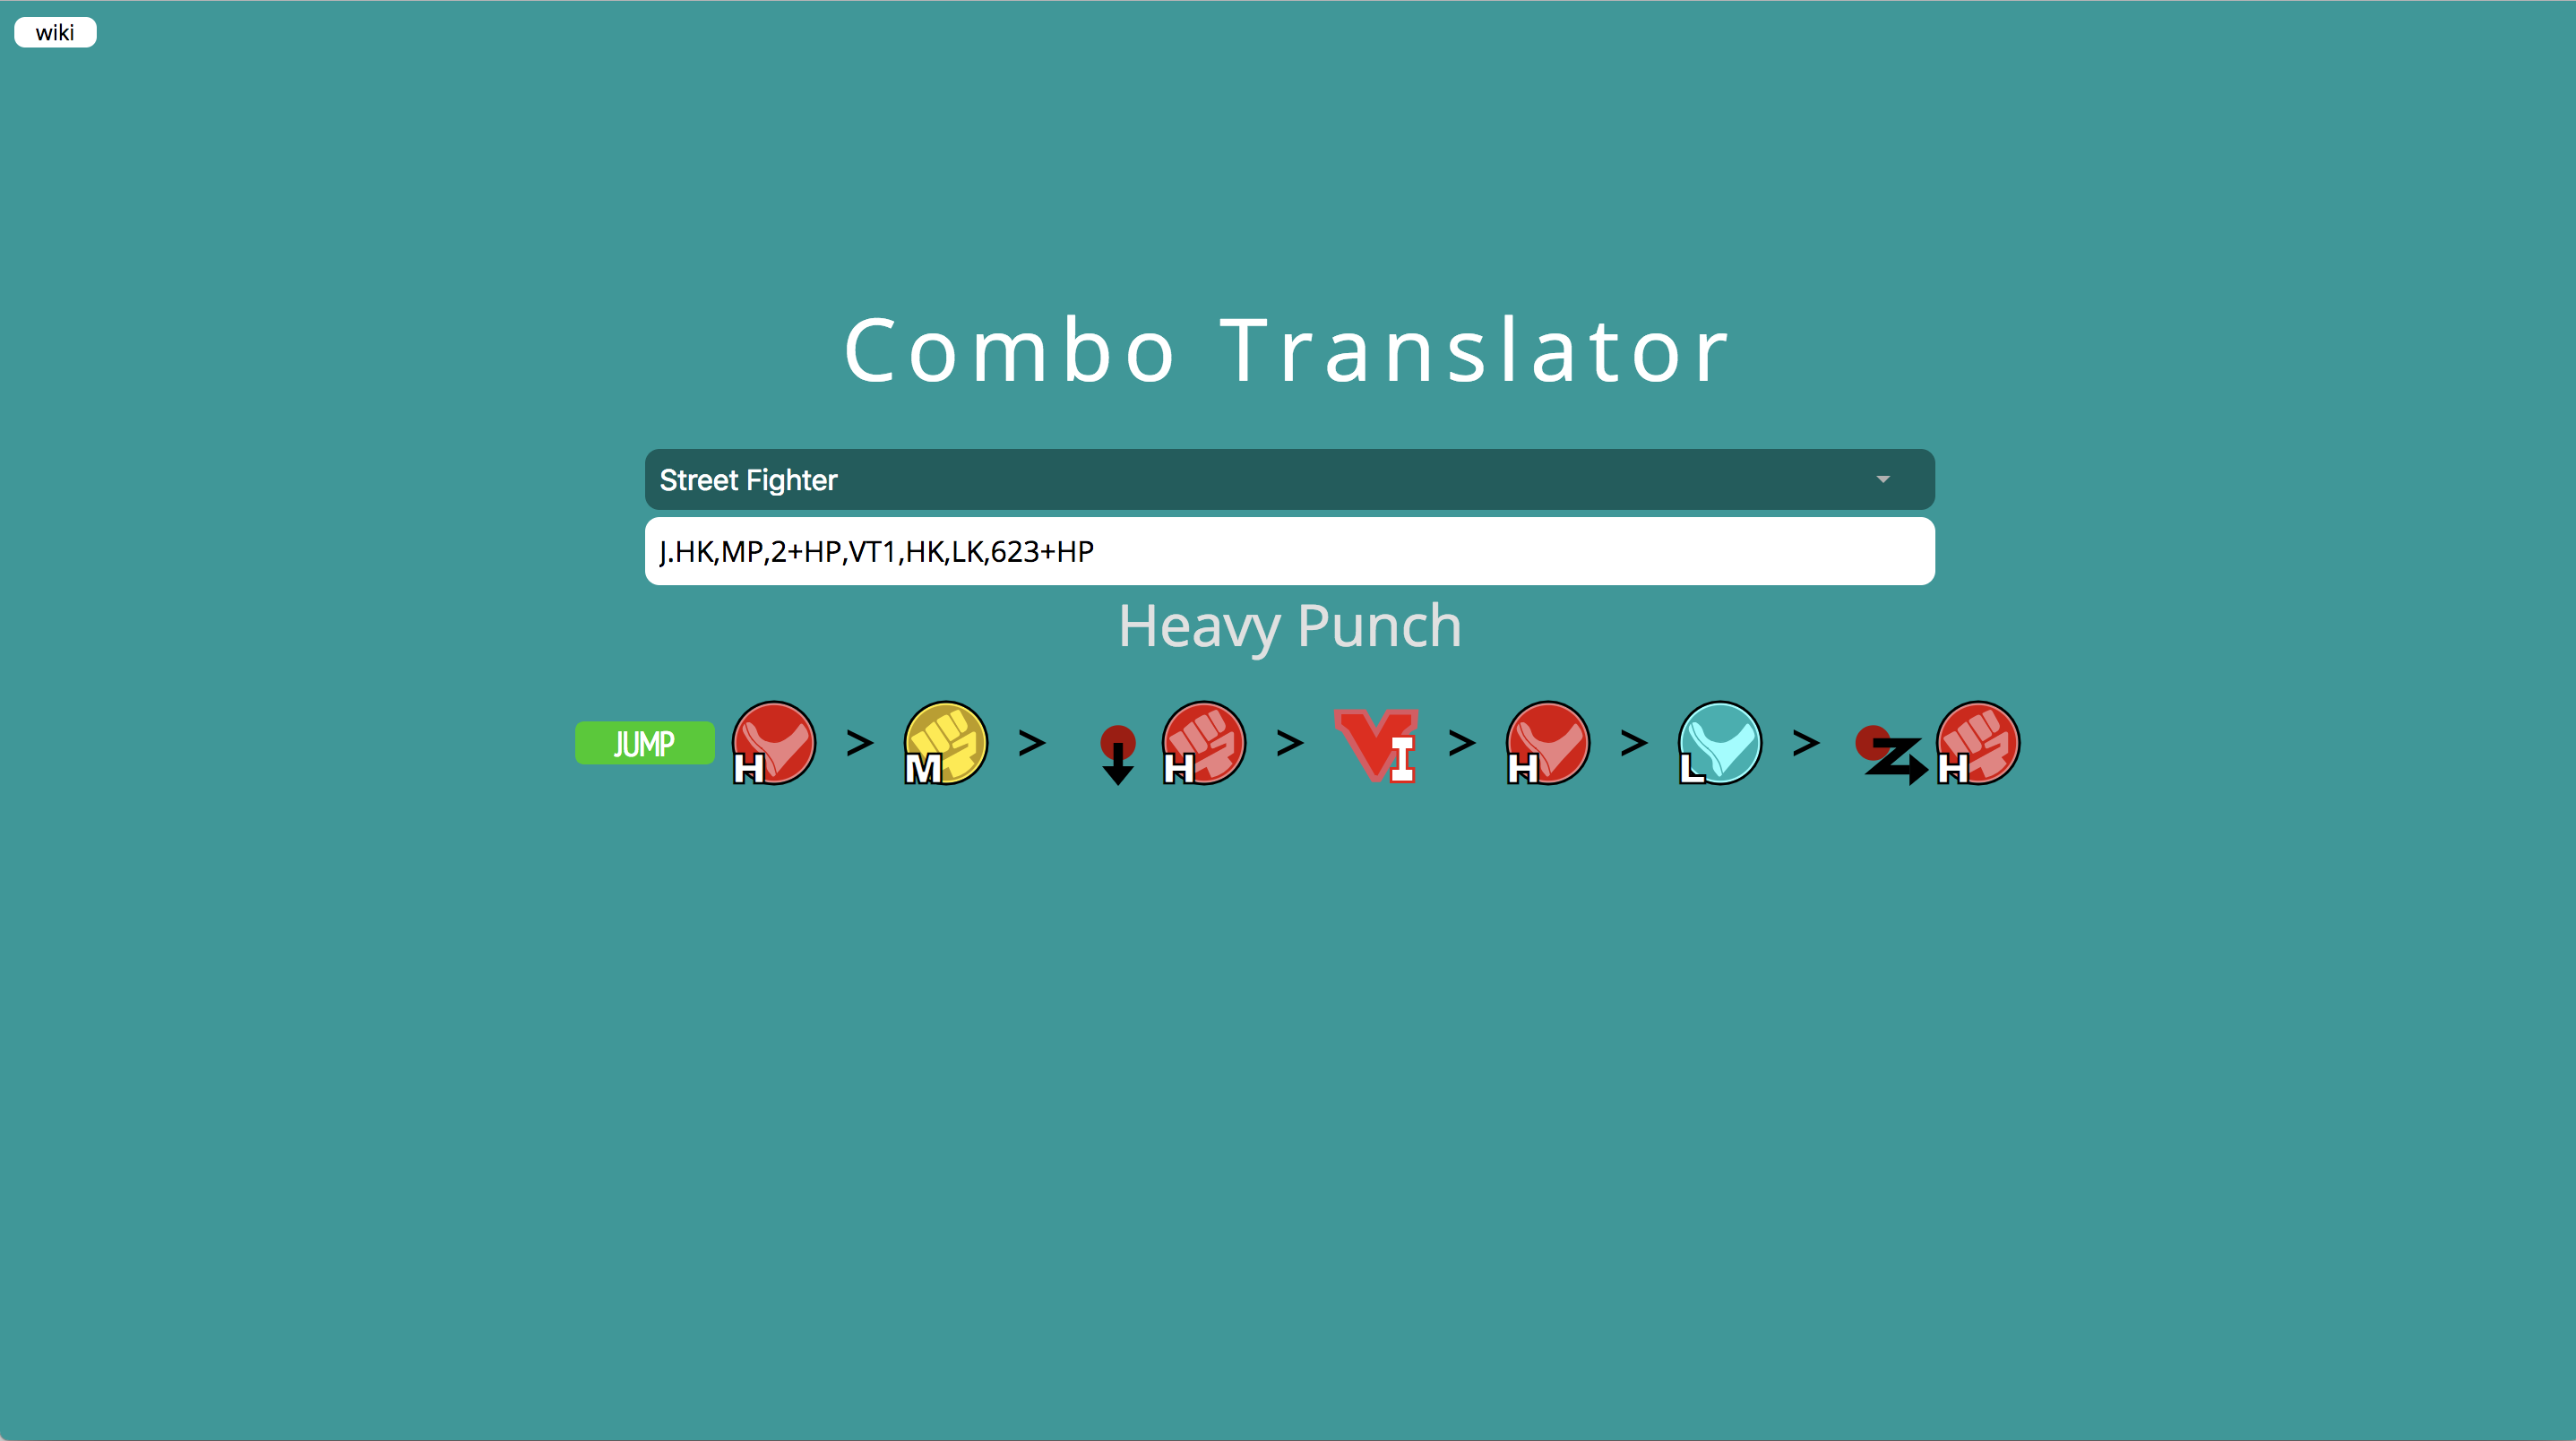 wiki
Combo Translator
Street Fighter
J.HK,MP,2+HP,VT1,HK,LK,623+HP
Heavy Punch
JUMP H > M > H > VI > H > L > H